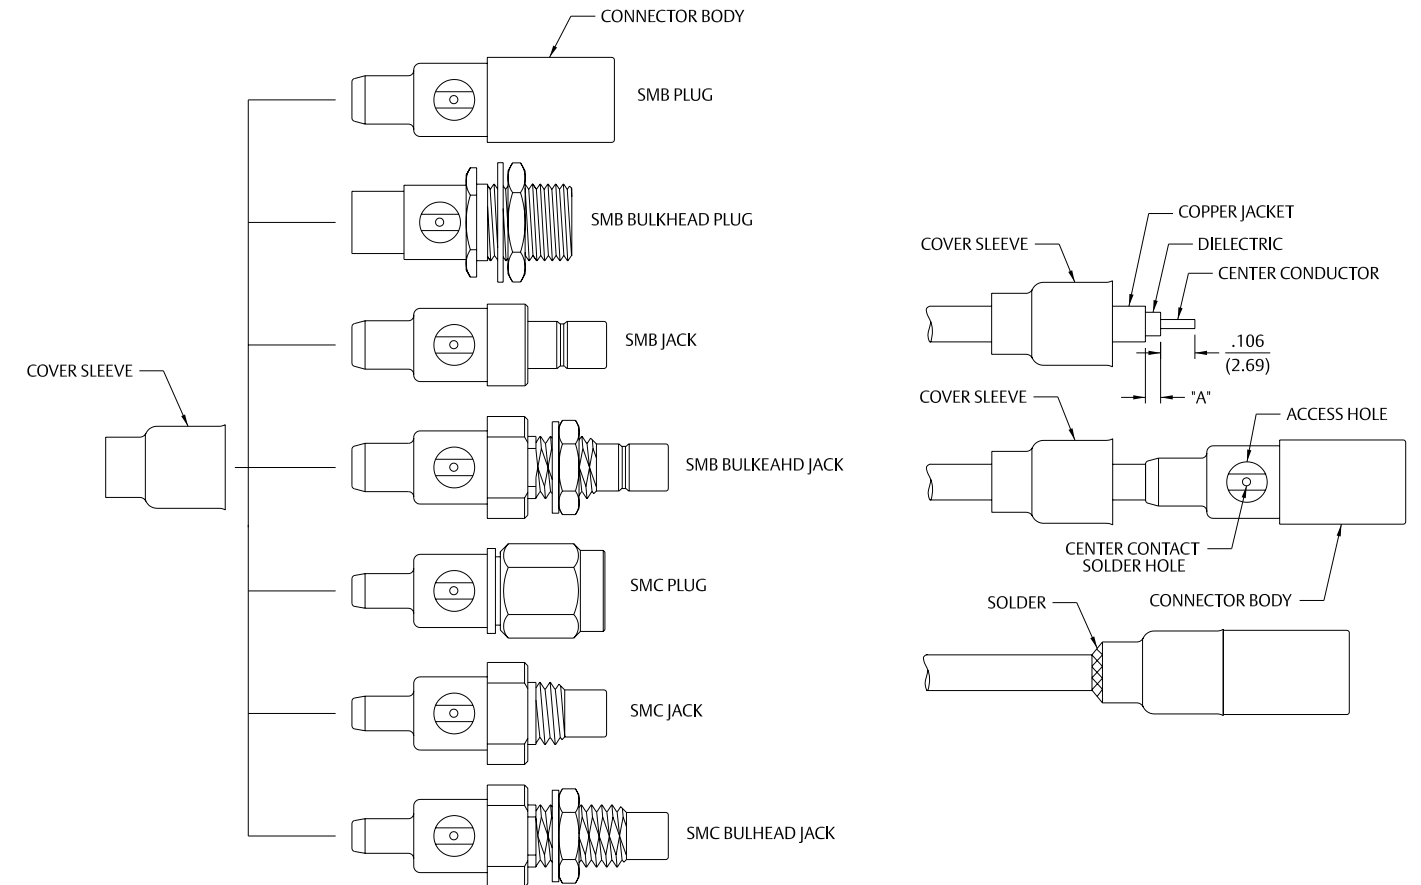 CONNECTOR BODY
SMB PLUG
SMB BULKHEAD PLUG
SMB JACK
COVER SLEEVE
SMB BULKEAHD JACK
SMC PLUG
SMC JACK
SMC BULHEAD JACK
COPPER JACKET
COVER SLEEVE
DIELECTRIC
CENTER CONDUCTOR
.106
(2.69)
"A"
COVER SLEEVE
ACCESS HOLE
CENTER CONTACT
SOLDER HOLE
CONNECTOR BODY
SOLDER